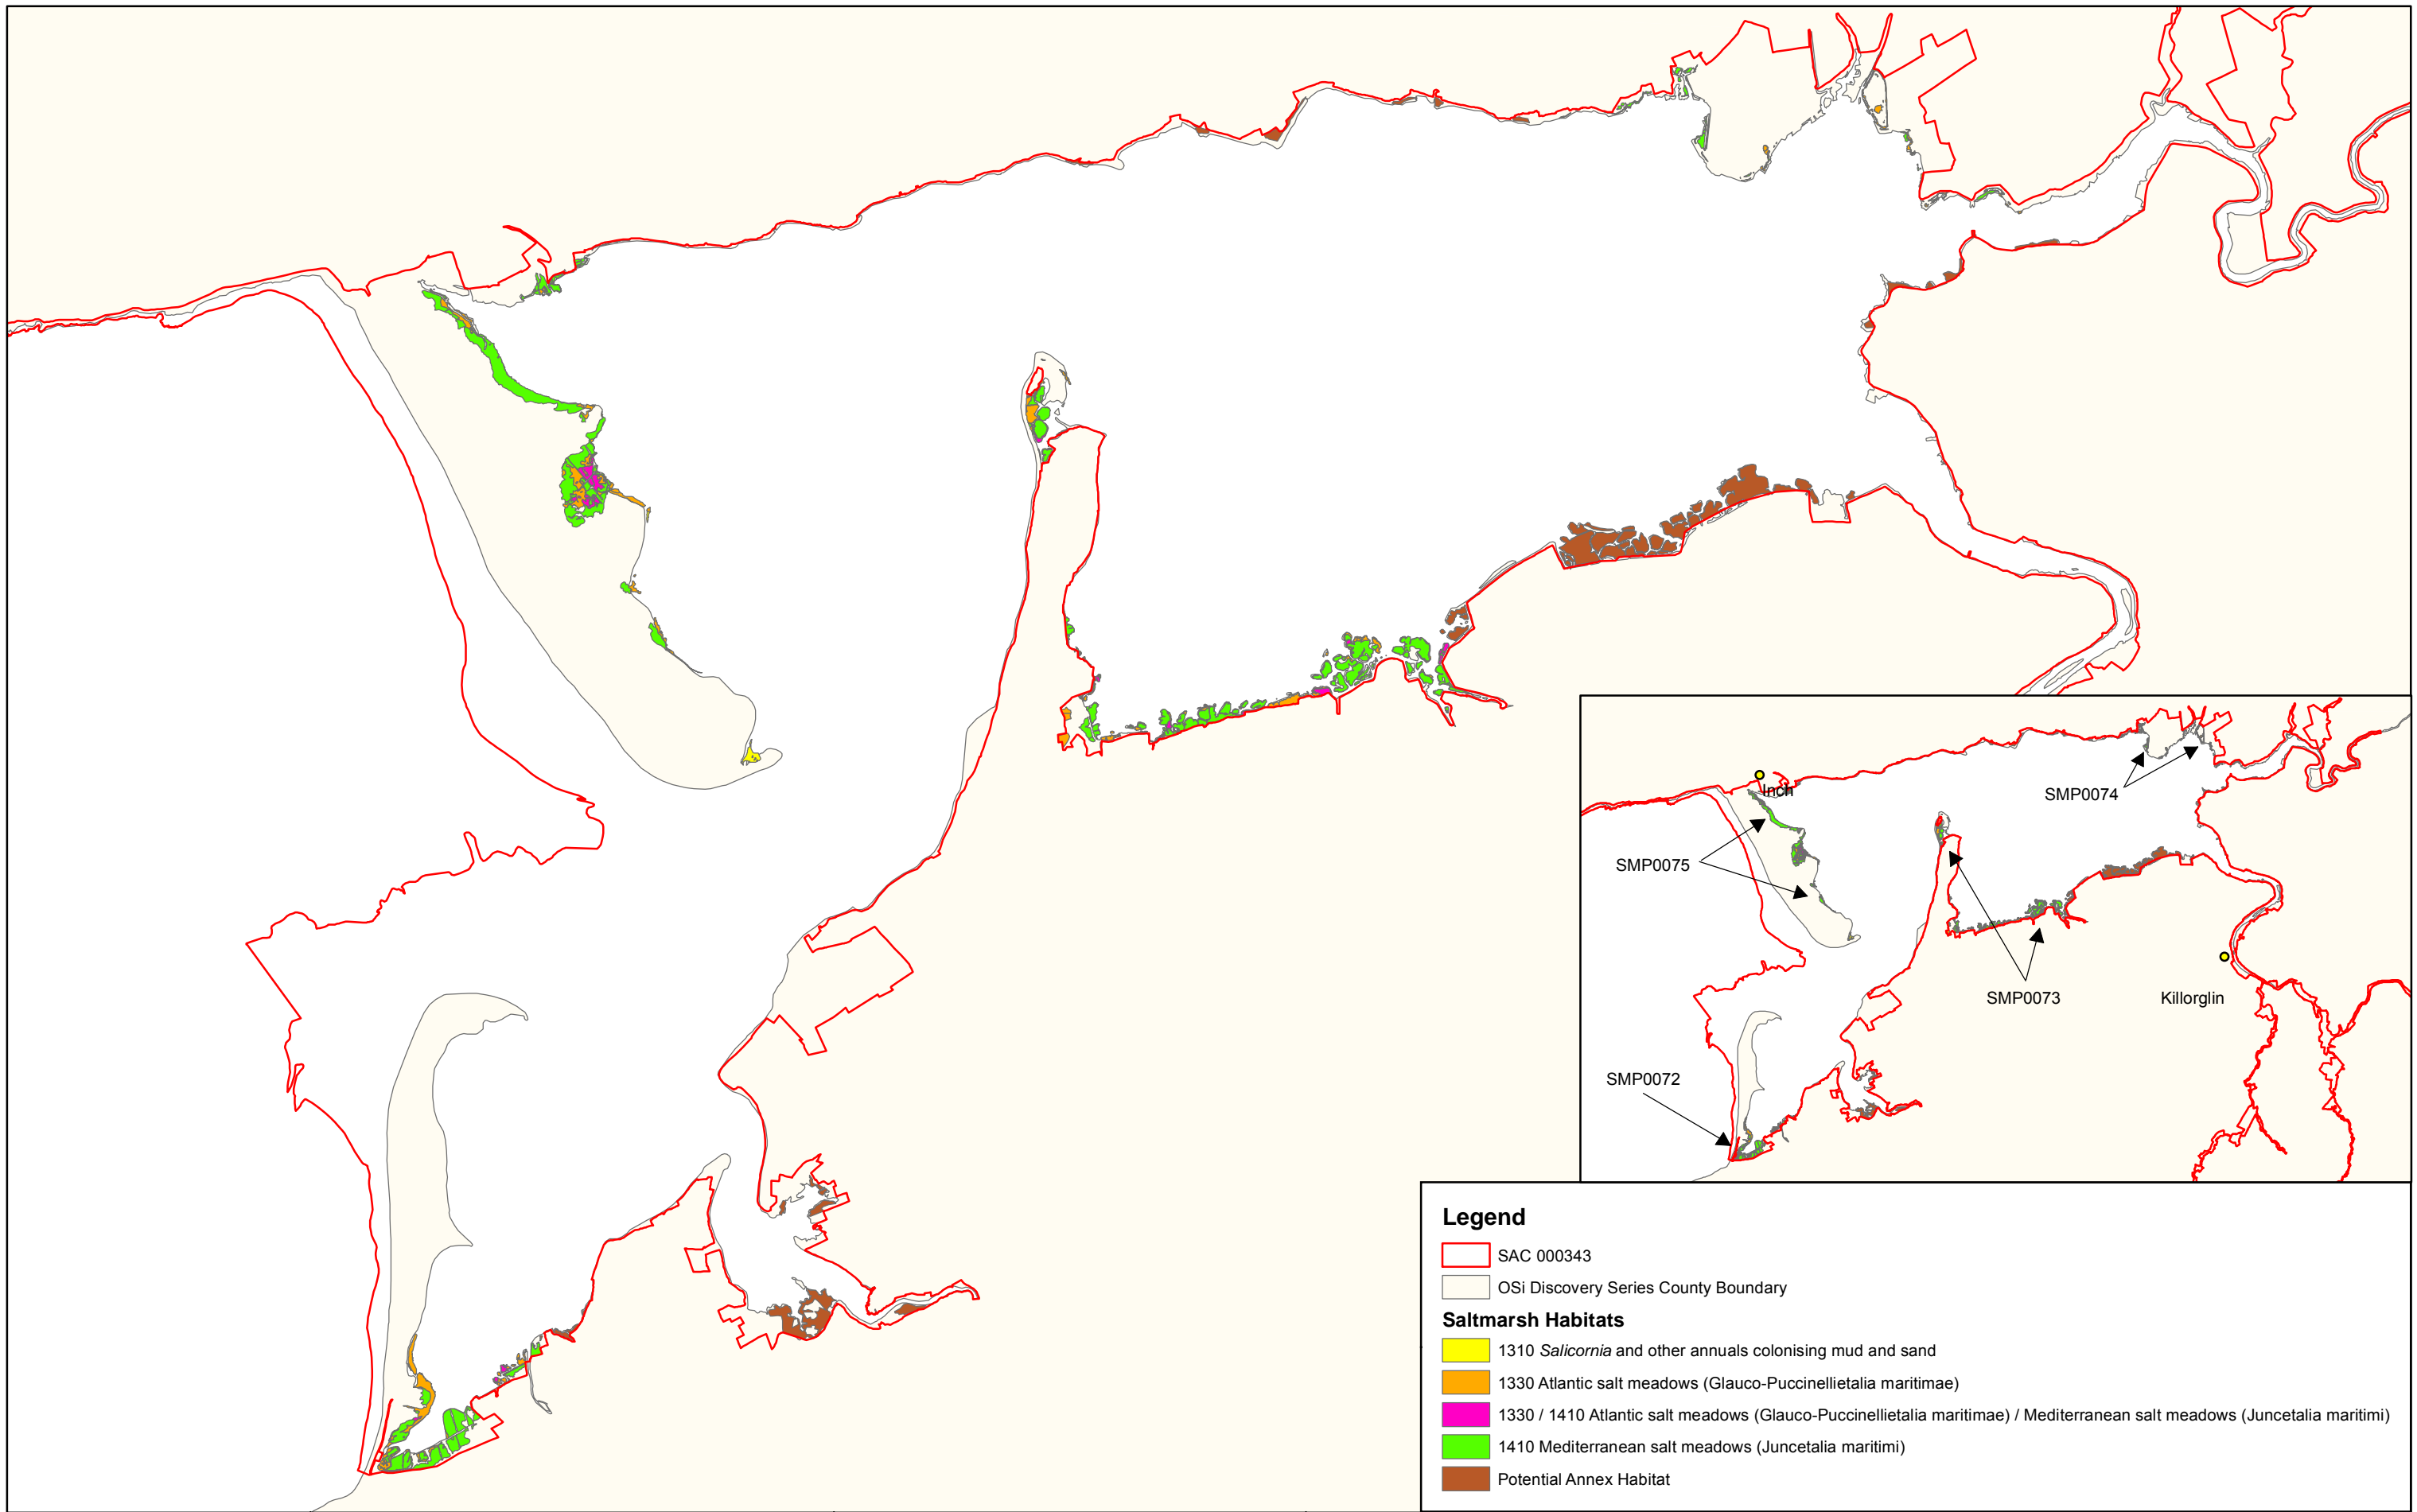 Inch
SMP0074
SMP0075
SMP0073
Killorglin
SMP0072
Legend
SAC 000343
OSi Discovery Series County Boundary
Saltmarsh Habitats
1310 Salicornia and other annuals colonising mud and sand
1330 Atlantic salt meadows (Glauco-Puccinellietalia maritimae)
1330 / 1410 Atlantic salt meadows (Glauco-Puccinellietalia maritimae) / Mediterranean salt meadows (Juncetalia maritimi)
1410 Mediterranean salt meadows (Juncetalia maritimi)
Potential Annex Habitat